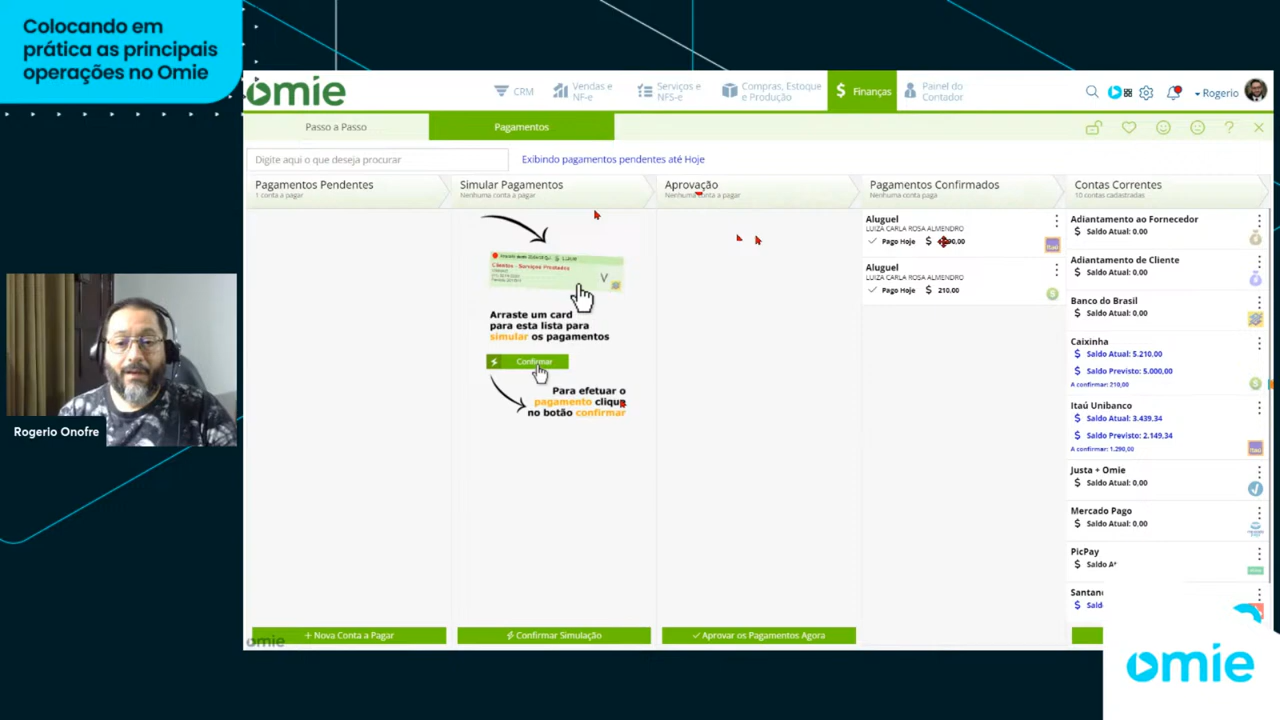 Colocando em
prática as principais
operações no Omie
omie
CRM
Vendas e
NF-e
Serviços e
NFS-e
Compras, Estoque
e Produção
$ Finanças
Painel do
Contador
Rogerio
Passo a Passo
Pagamentos
Digite aqui o que deseja procurar
Exibindo pagamentos pendentes até Hoje
Pagamentos Pendentes
1 conta a pagar
Simular Pagamentos
Nenhuma conta a pagar
Aprovação
Nenhuma conta a pagar
Pagamentos Confirmados
Nenhuma conta paga
Contas Correntes
10 contas cadastradas
Arraste um card
para esta lista para
simular os pagamentos
Confirmar
Para efetuar o
pagamento clique
no botão confirmar
Aluguel
LUIZA CARLA ROSA ALMENDRO
Pago Hoje $
Aluguel
LUIZA CARLA ROSA ALMENDRO
Pago Hoje $ 210.00
Adiantamento ao Fornecedor
$ Saldo Atual: 0.00
Adiantamento de Cliente
$ Saldo Atual: 0.00
Banco do Brasil
$ Saldo Atual: 0.00
Caixinha
$ Saldo Atual: 5.210.00
$ Saldo Previsto: 5.000,00
A confirmar: 210,00
Itaú Unibanco
$ Saldo Atual: 3.439.34
$ Saldo Previsto: 2.149.34
A confirmar: 1.290,00
Justa + Omie
$ Saldo Atual: 0.00
Mercado Pago
$ Saldo Atual: 0.00
PicPay
$ Saldo
+ Nova Conta a Pagar
Confirmar Simulação
Aprovar os Pagamentos Agora
omie
Rogerio Onofre
omie